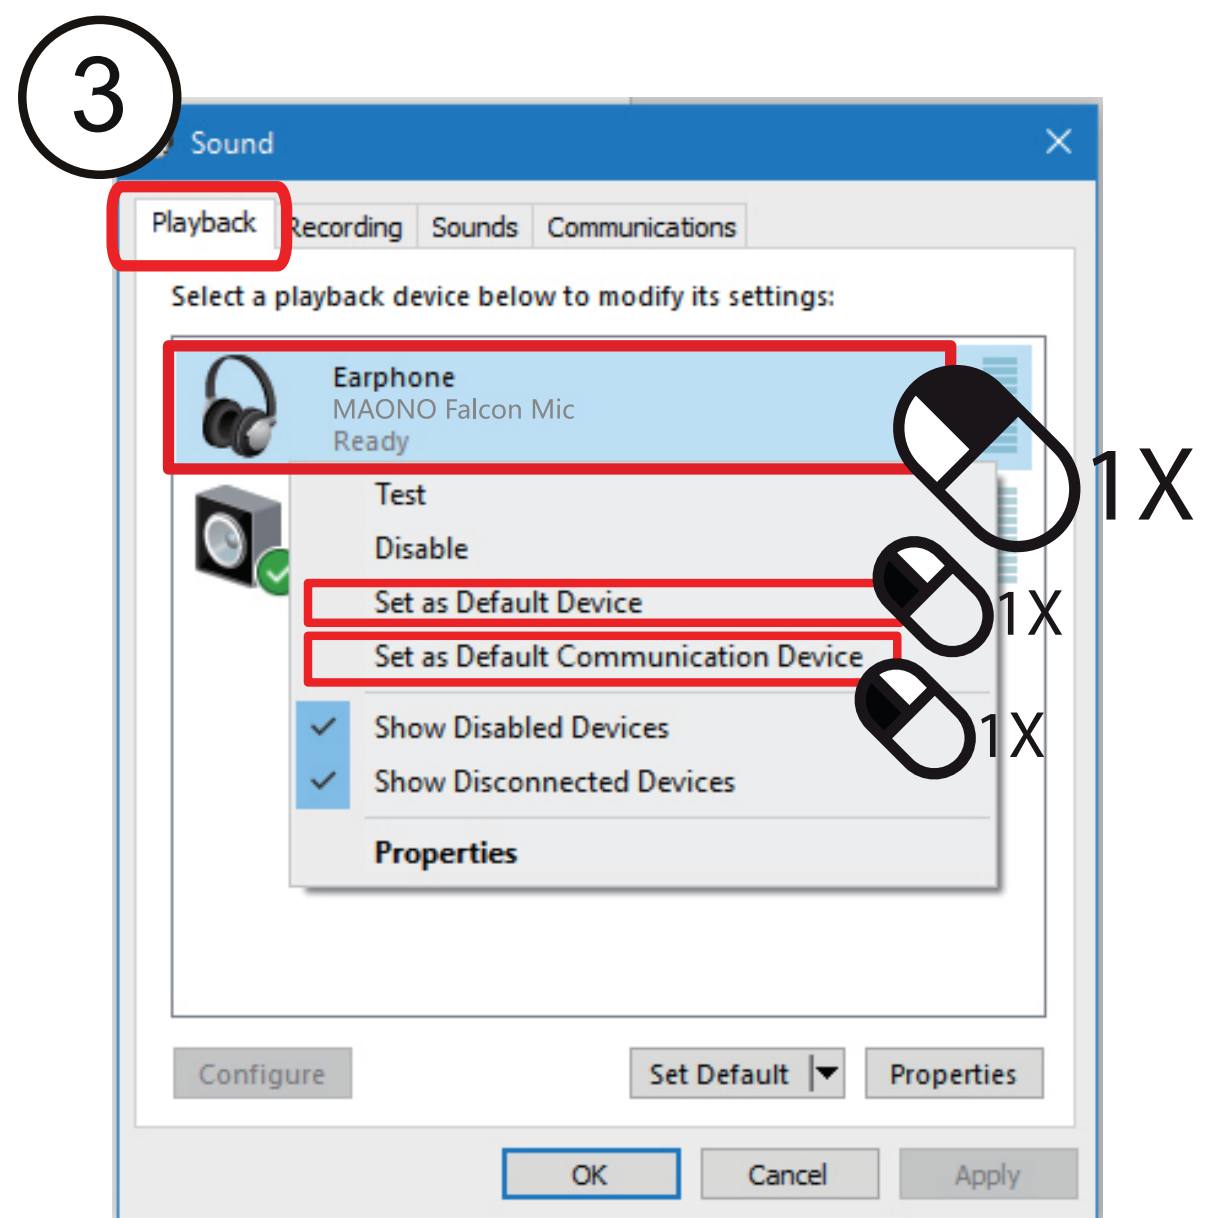 3
Sound
Playback Recording Sounds Communications
Select a playback device below to modify its settings:
Earphone
MAONO Falcon Mic
Ready
1X
Test
Disable
Set as Default Device
1X
Set as Default Communication Device
1X
Show Disabled Devices
Show Disconnected Devices
Properties
Configure Set Default Properties
OK Cancel Apply